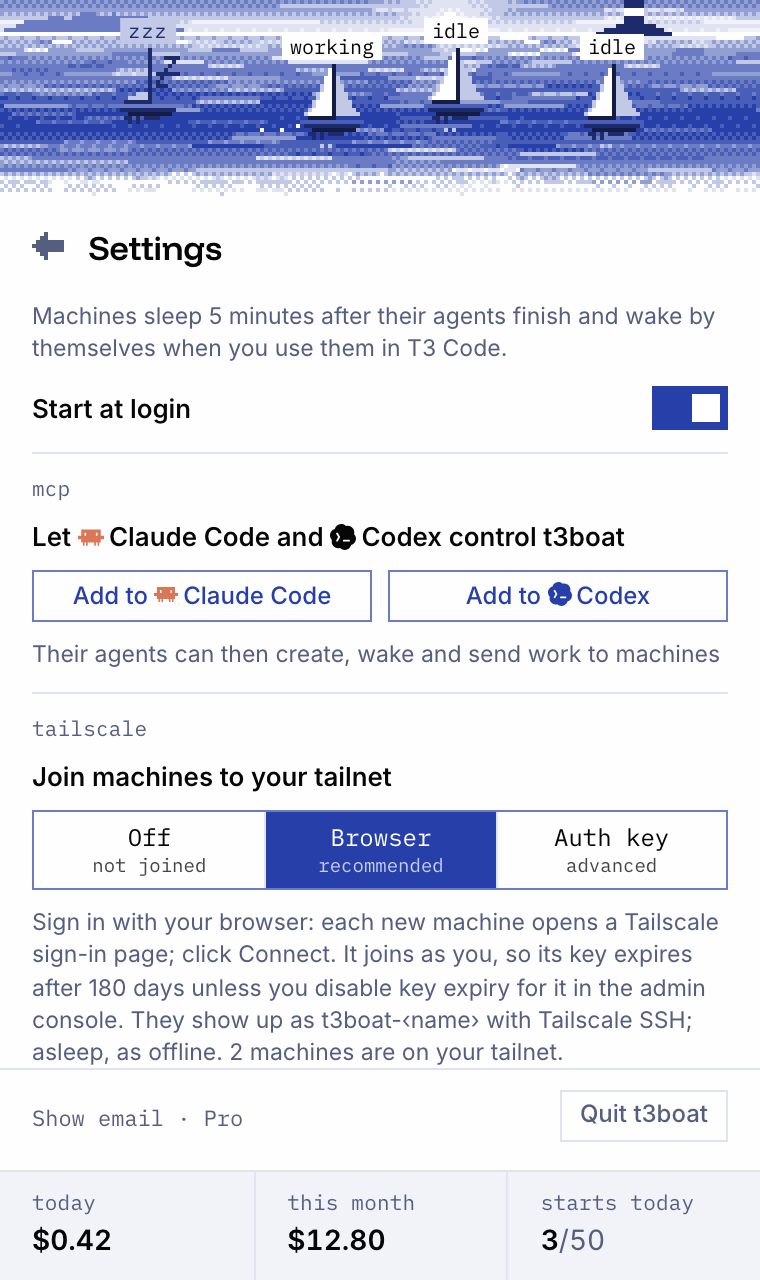 zzz
working
idle
idle
Settings
Machines sleep 5 minutes after their agents finish and wake by
themselves when you use them in T3 Code.
Start at login
mcp
Let Claude Code and Codex control t3boat
Add to Claude Code
Add to Codex
Their agents can then create, wake and send work to machines
tailscale
Join machines to your tailnet
Off
not joined
Browser
recommended
Auth key
advanced
Sign in with your browser: each new machine opens a Tailscale
sign-in page; click Connect. It joins as you, so its key expires
after 180 days unless you disable key expiry for it in the admin
console. They show up as t3boat-‹name› with Tailscale SSH;
asleep, as offline. 2 machines are on your tailnet.
Show email · Pro
Quit t3boat
today
$0.42
this month
$12.80
starts today
3/50